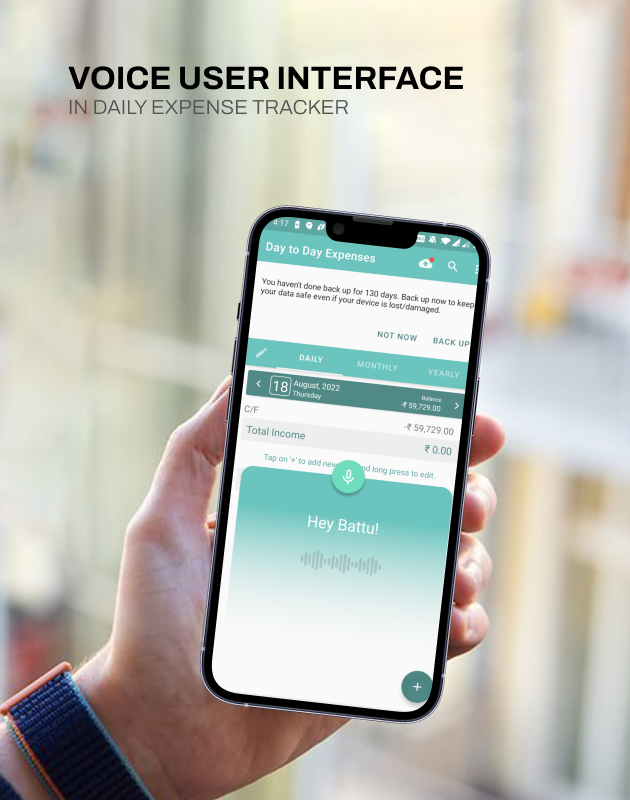 VOICE USER INTERFACE
IN DAILY EXPENSE TRACKER
4:17
Day to Day Expenses
You haven't done back up for 130 days. Back up now to keep
your data safe even if your device is lost/damaged.
NOT NOW BACK UP
DAILY MONTHLY YEARLY
18 August, 2022 Balance
Thursday -₹ 59,729.00
C/F -₹ 59,729.00
Total Income ₹ 0.00
Tap on '+' to add new nd long press to edit.
Hey Battu!
+